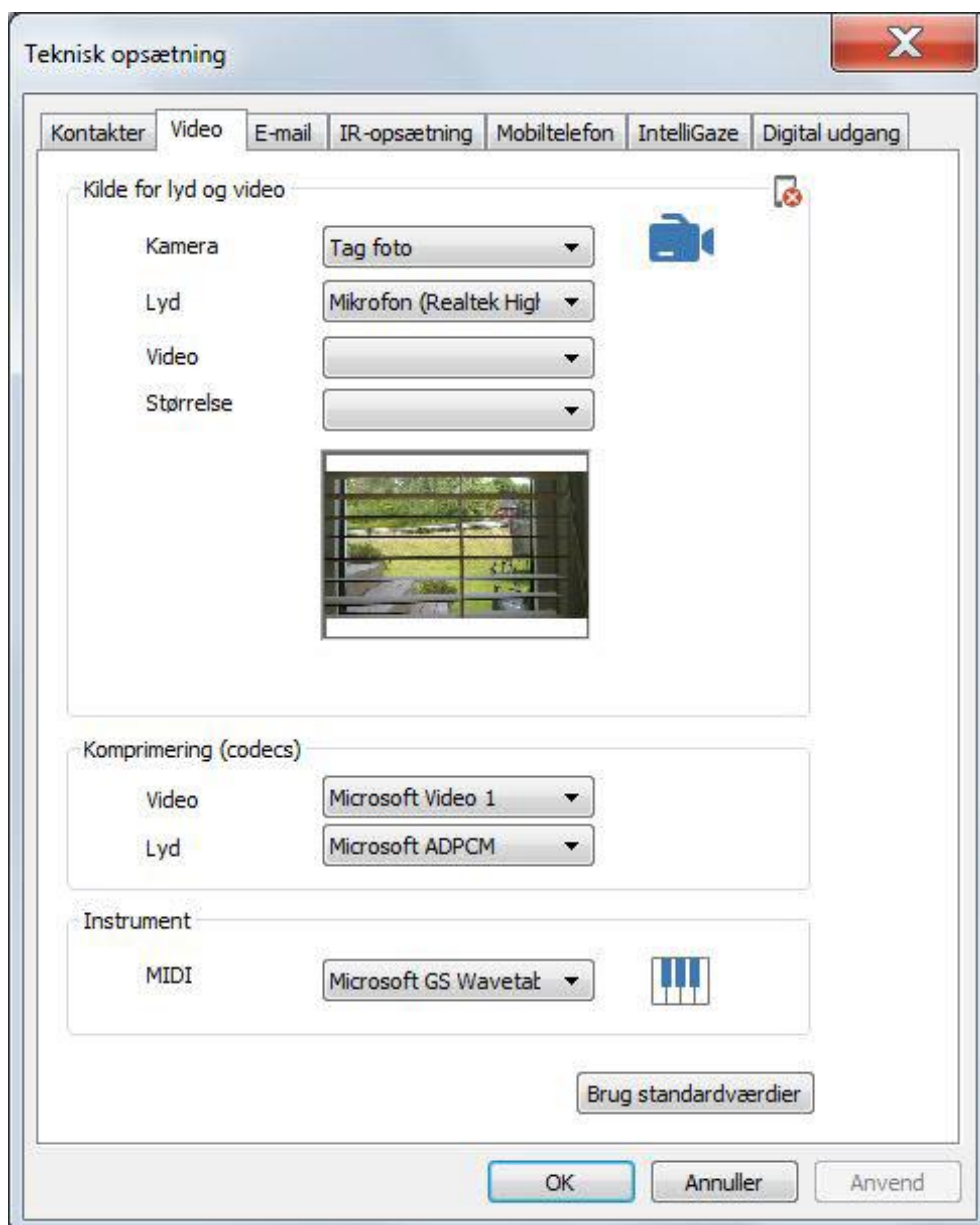 Teknisk opsætning
Kontakter Video E-mail IR-opsætning Mobiltelefon IntelliGaze Digital udgang
Kilde for lyd og video
Kamera Tag foto
Lyd Mikrofon (Realtek High
Video
Størrelse
Komprimering (codecs)
Video Microsoft Video 1
Lyd Microsoft ADPCM
Instrument
MIDI Microsoft GS Wavetab
Brug standardværdier
OK Annuller Anvend